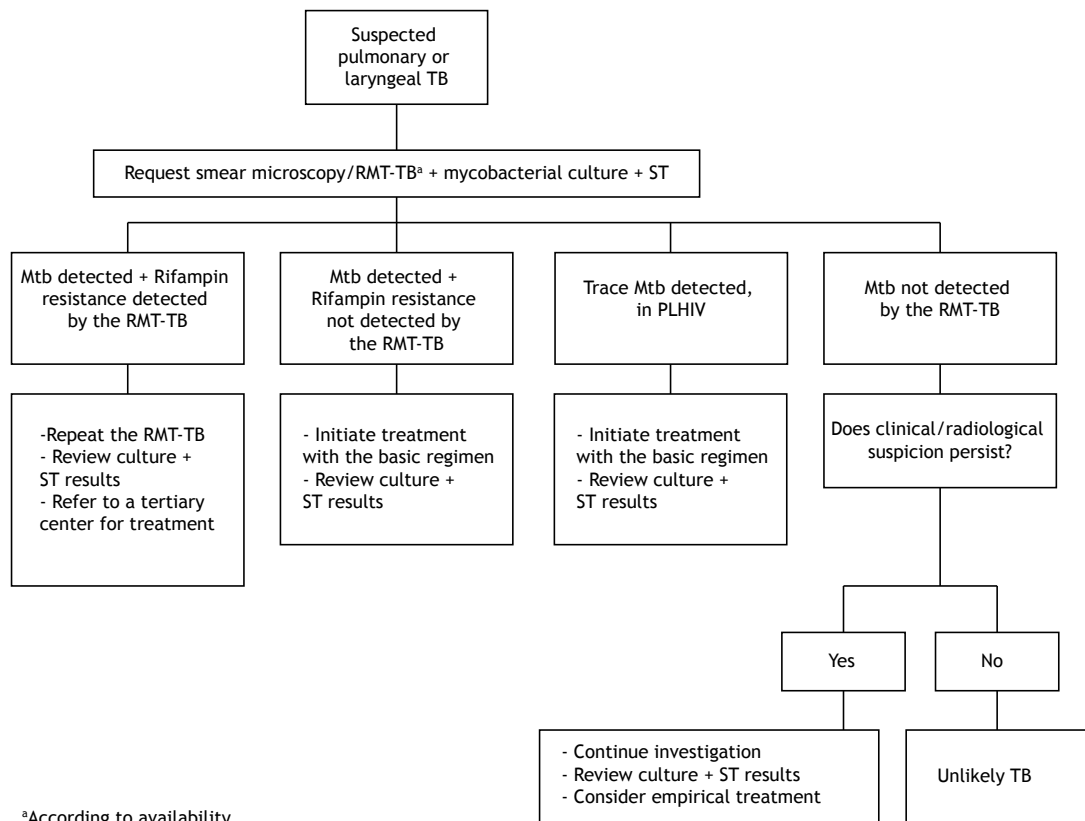 Suspected
pulmonary or
laryngeal TB
Request smear microscopy/RMT-TBᵃ + mycobacterial culture + ST
Mtb detected + Rifampin
resistance detected
by the RMT-TB
Mtb detected +
Rifampin resistance
not detected by
the RMT-TB
Trace Mtb detected,
in PLHIV
Mtb not detected
by the RMT-TB
-Repeat the RMT-TB
- Review culture +
ST results
- Refer to a tertiary
center for treatment
- Initiate treatment
with the basic regimen
- Review culture +
ST results
- Initiate treatment
with the basic regimen
- Review culture +
ST results
Does clinical/radiological
suspicion persist?
Yes
No
- Continue investigation
- Review culture + ST results
- Consider empirical treatment
Unlikely TB
ᵃAccording to availability